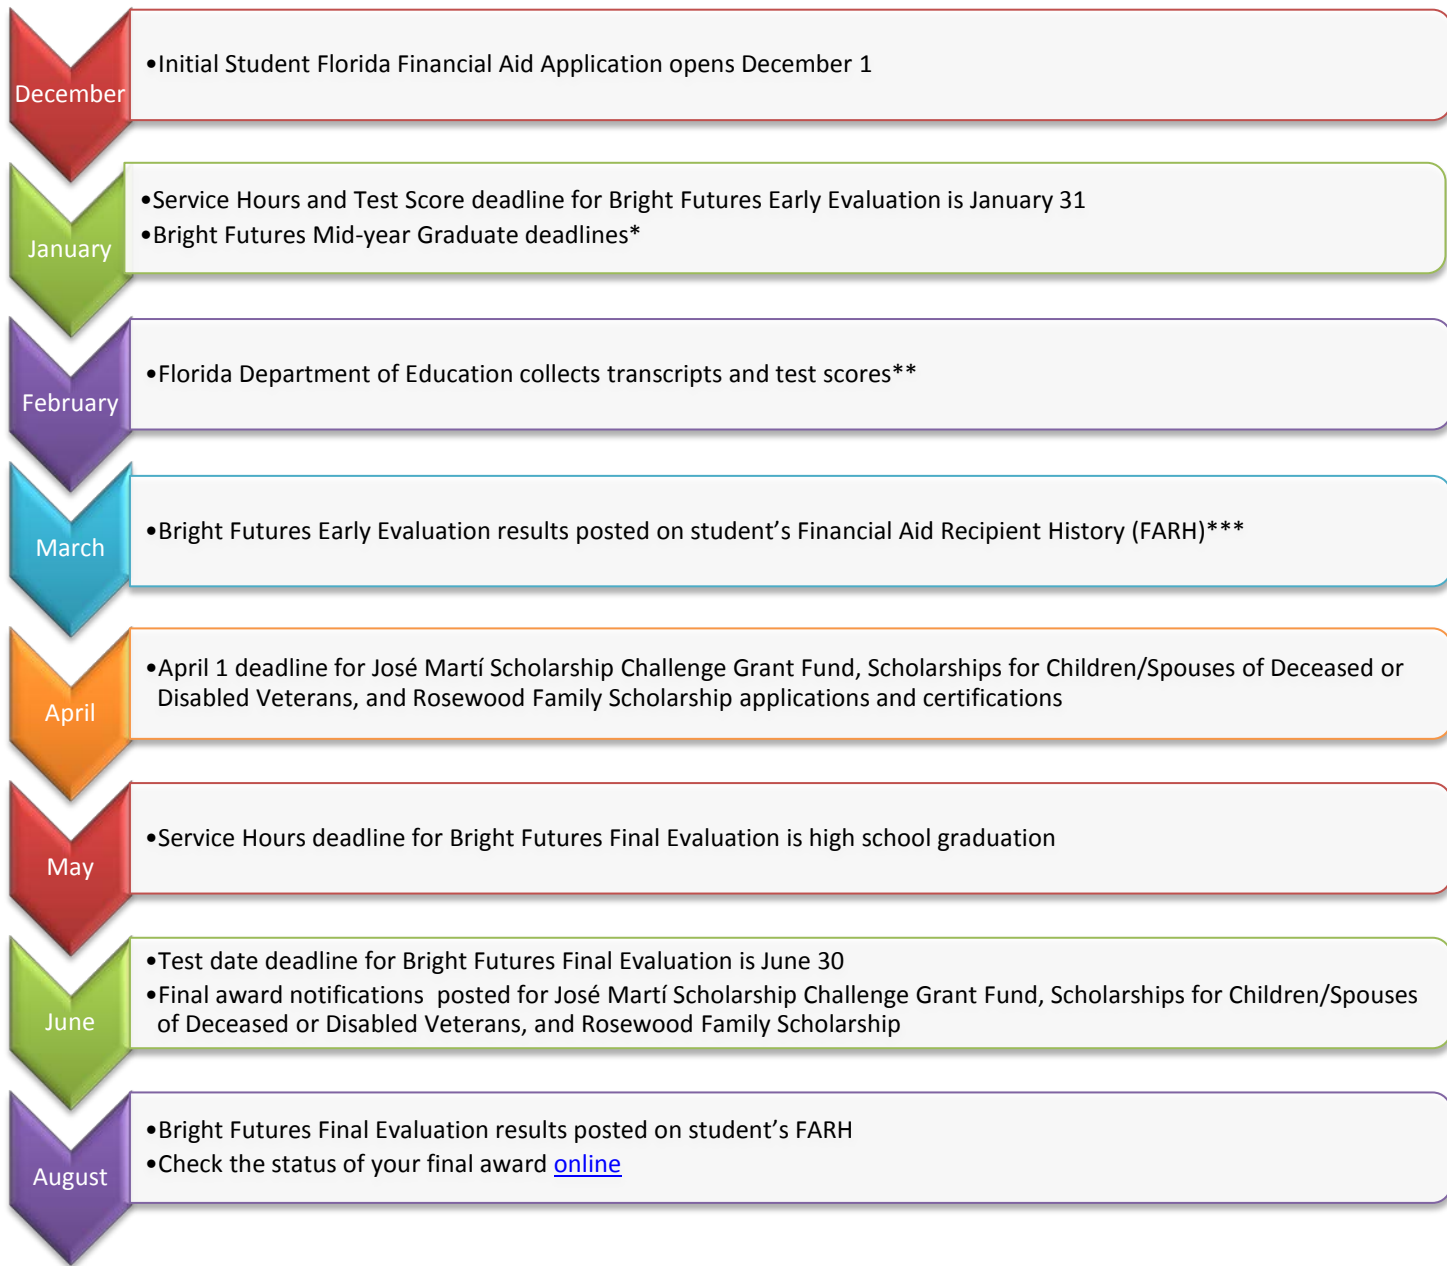 December
•Initial Student Florida Financial Aid Application opens December 1
January
•Service Hours and Test Score deadline for Bright Futures Early Evaluation is January 31
•Bright Futures Mid-year Graduate deadlines*
February
•Florida Department of Education collects transcripts and test scores**
March
•Bright Futures Early Evaluation results posted on student’s Financial Aid Recipient History (FARH)***
April
•April 1 deadline for José Martí Scholarship Challenge Grant Fund, Scholarships for Children/Spouses of Deceased or
Disabled Veterans, and Rosewood Family Scholarship applications and certifications
May
•Service Hours deadline for Bright Futures Final Evaluation is high school graduation
June
•Test date deadline for Bright Futures Final Evaluation is June 30
•Final award notifications  posted for José Martí Scholarship Challenge Grant Fund, Scholarships for Children/Spouses
of Deceased or Disabled Veterans, and Rosewood Family Scholarship
August
•Bright Futures Final Evaluation results posted on student’s FARH
•Check the status of your final award online